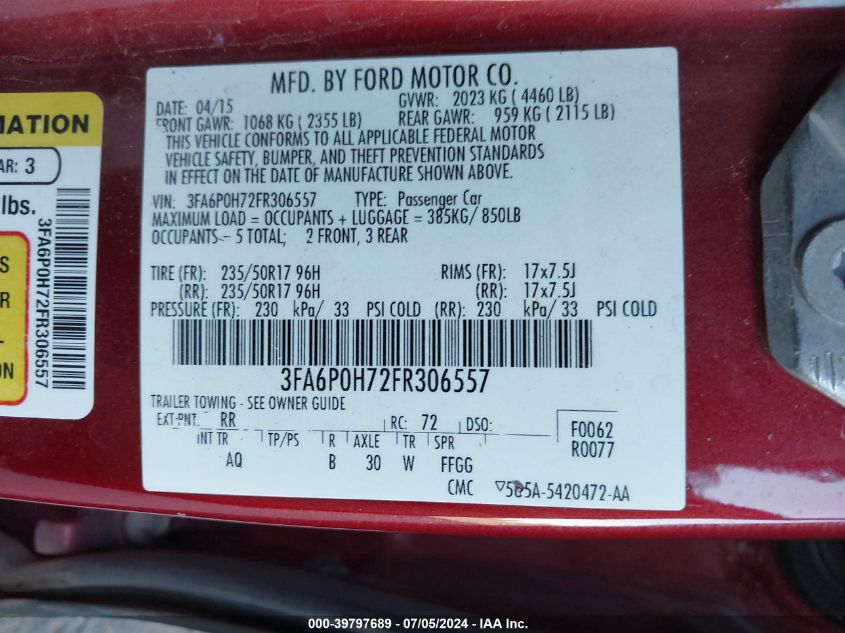 MFD. BY FORD MOTOR CO.
DATE: 04/15 GVWR: 2023 KG ( 4460 LB)
FRONT GAWR: 1068 KG ( 2355 LB) REAR GAWR: 959 KG ( 2115 LB)
THIS VEHICLE CONFORMS TO ALL APPLICABLE FEDERAL MOTOR
VEHICLE SAFETY, BUMPER, AND THEFT PREVENTION STANDARDS
IN EFFECT ON THE DATE OF MANUFACTURE SHOWN ABOVE.
VIN: 3FA6P0H72FR306557 TYPE: Passenger Car
MAXIMUM LOAD = OCCUPANTS + LUGGAGE = 385KG/ 850LB
OCCUPANTS- 5 TOTAL; 2 FRONT, 3 REAR
TIRE (FR): 235/50R17 96H RIMS (FR): 17x7.5J
(RR): 235/50R17 96H (RR): 17x7.5J
PRESSURE (FR): 230 kPa/ 33 PSI COLD (RR): 230 kPa/ 33 PSI COLD
3FA6P0H72FR306557
TRAILER TOWING - SEE OWNER GUIDE
EXT PNT: RR RC: 72 DSO: F0062
R0077
INT TR TP/PS R AXLE TR SPR
AQ B 30 W FFGG
CMC 5B5A-5420472-AA
MATION
AR: 3
lbs.
S
R
L-
ON
3FA6P0H72FR306557
000-39797689 - 07/05/2024 - IAA Inc.